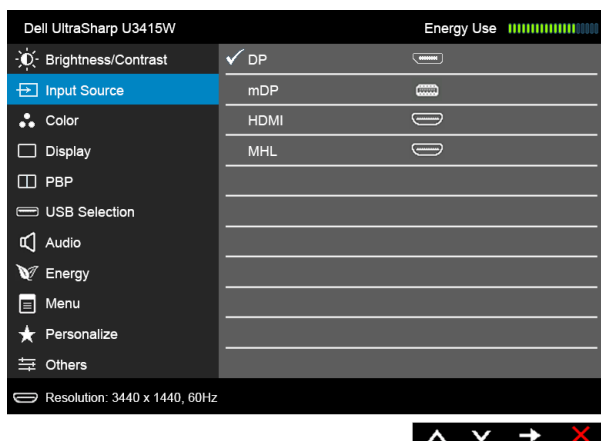 Dell UltraSharp U3415W
Energy Use
Brightness/Contrast
DP
Input Source
mDP
Color
HDMI
Display
MHL
PBP
USB Selection
Audio
Energy
Menu
Personalize
Others
Resolution: 3440 x 1440, 60Hz